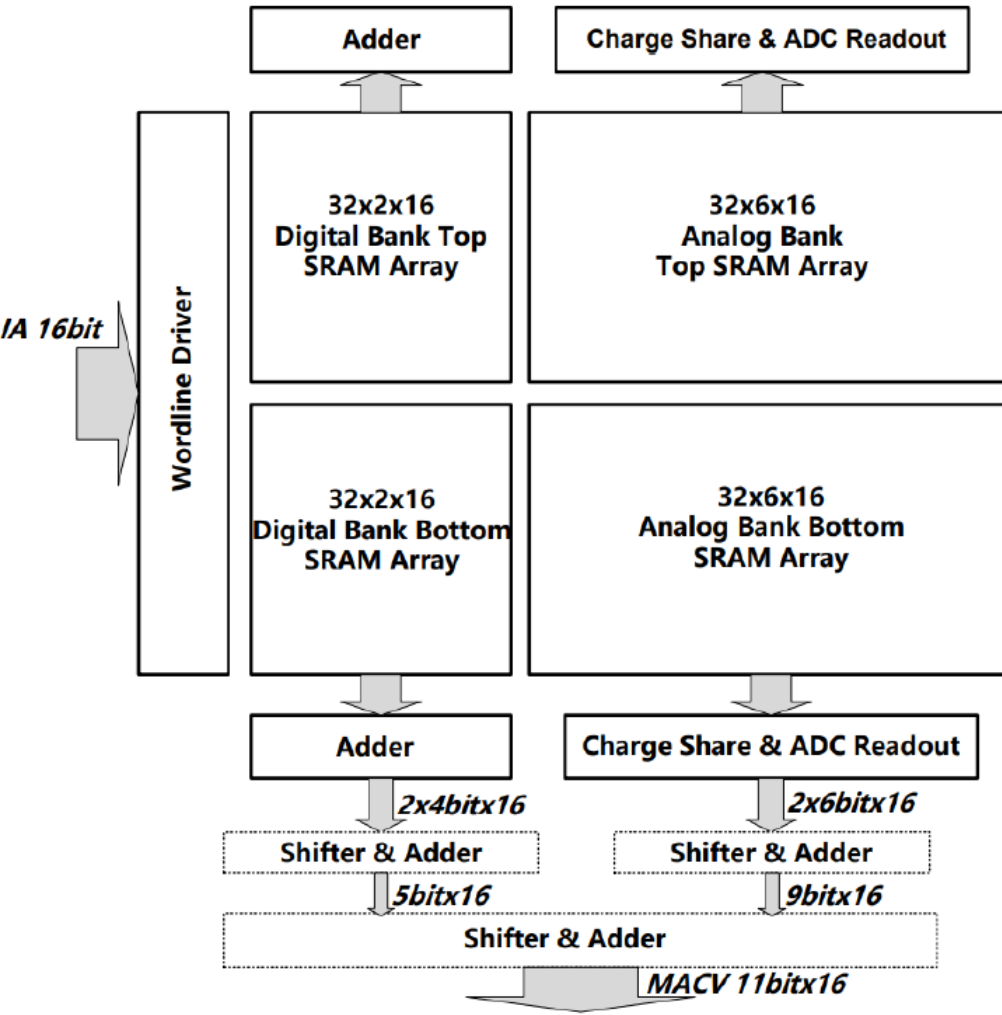 Adder
Charge Share & ADC Readout
32x2x16
Digital Bank Top
SRAM Array
32x6x16
Analog Bank
Top SRAM Array
IA 16bit
Wordline Driver
32x2x16
Digital Bank Bottom
SRAM Array
32x6x16
Analog Bank Bottom
SRAM Array
Adder
Charge Share & ADC Readout
2x4bitx16
2x6bitx16
Shifter & Adder
Shifter & Adder
5bitx16
9bitx16
Shifter & Adder
MACV 11bitx16